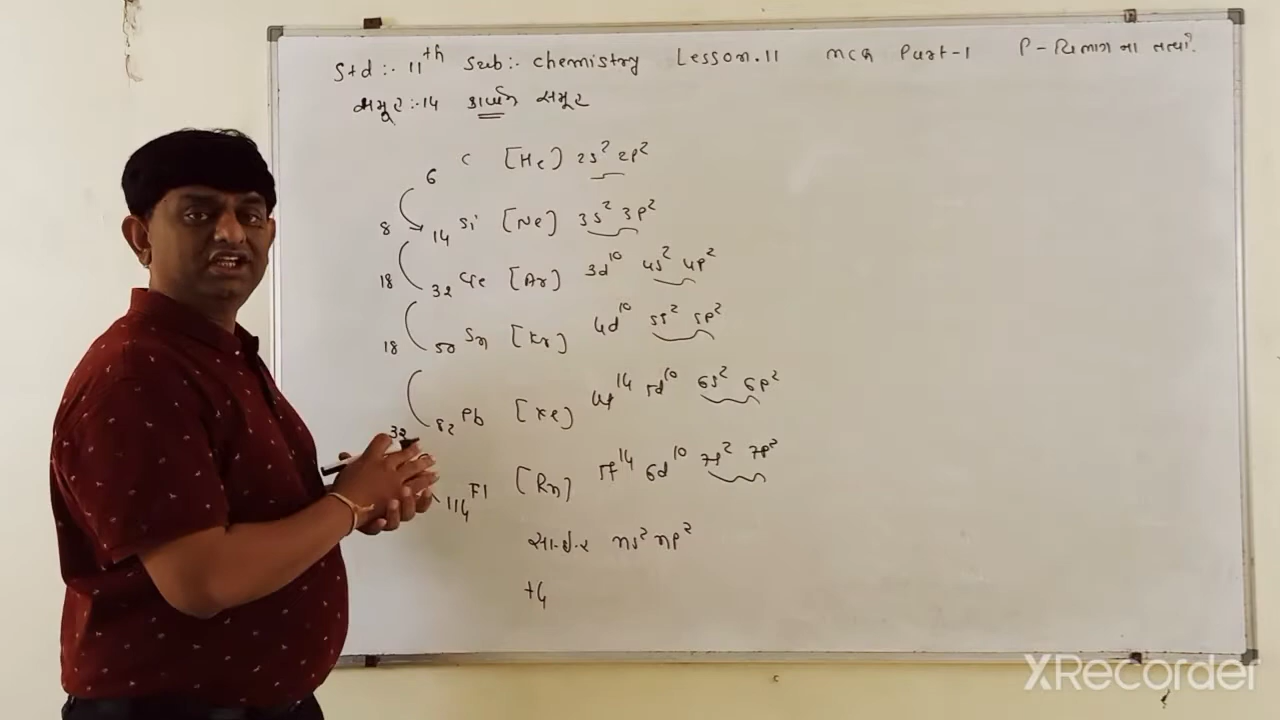 Std :- 11th Sub :- chemistry Lesson.11 MCQ Part-1 P-વિભાગ ના તત્વો.
સમૂહ :- 14 કાર્બન સમૂહ
6 C [He] 2s² 2p²
8 14 Si [Ne] 3s² 3p²
18 32 Ge [Ar] 3d¹⁰ 4s² 4p²
18 50 Sn [Kr] 4d¹⁰ 5s² 5p²
32 82 Pb [Xe] 4f¹⁴ 5d¹⁰ 6s² 6p²
114 Fl [Rn] 5f¹⁴ 6d¹⁰ 7s² 7p²
સા.ઇ.ર ns² np²
+4
XRecorder